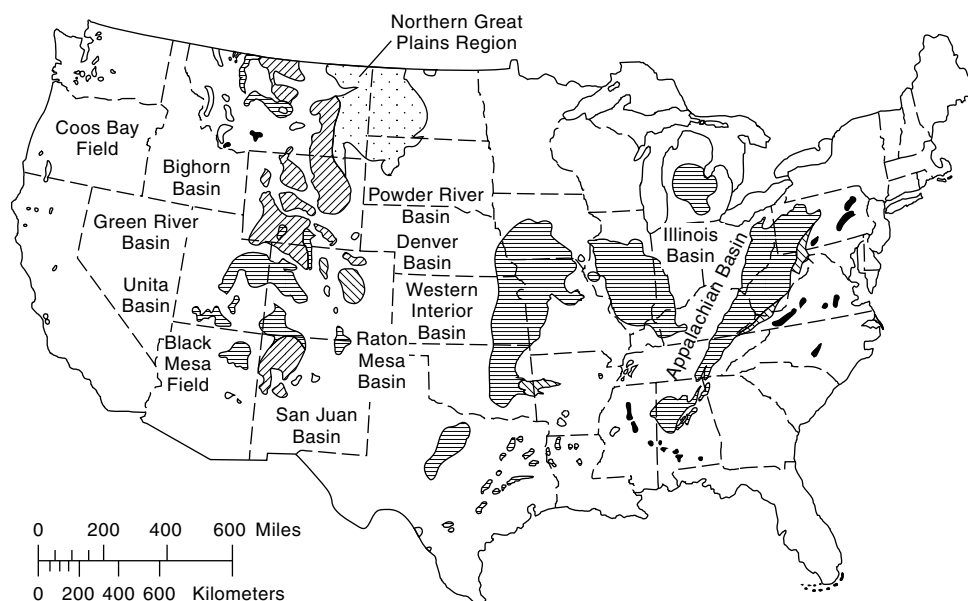 Northern Great
Plains Region
Coos Bay
Field
Bighorn
Basin
Powder River
Basin
Green River
Basin
Denver
Basin
Illinois
Basin
Appalachian Basin
Unita
Basin
Western
Interior
Basin
Black
Mesa
Field
Raton
Mesa
Basin
San Juan
Basin
0 200 400 600 Miles
0 200 400 600 Kilometers